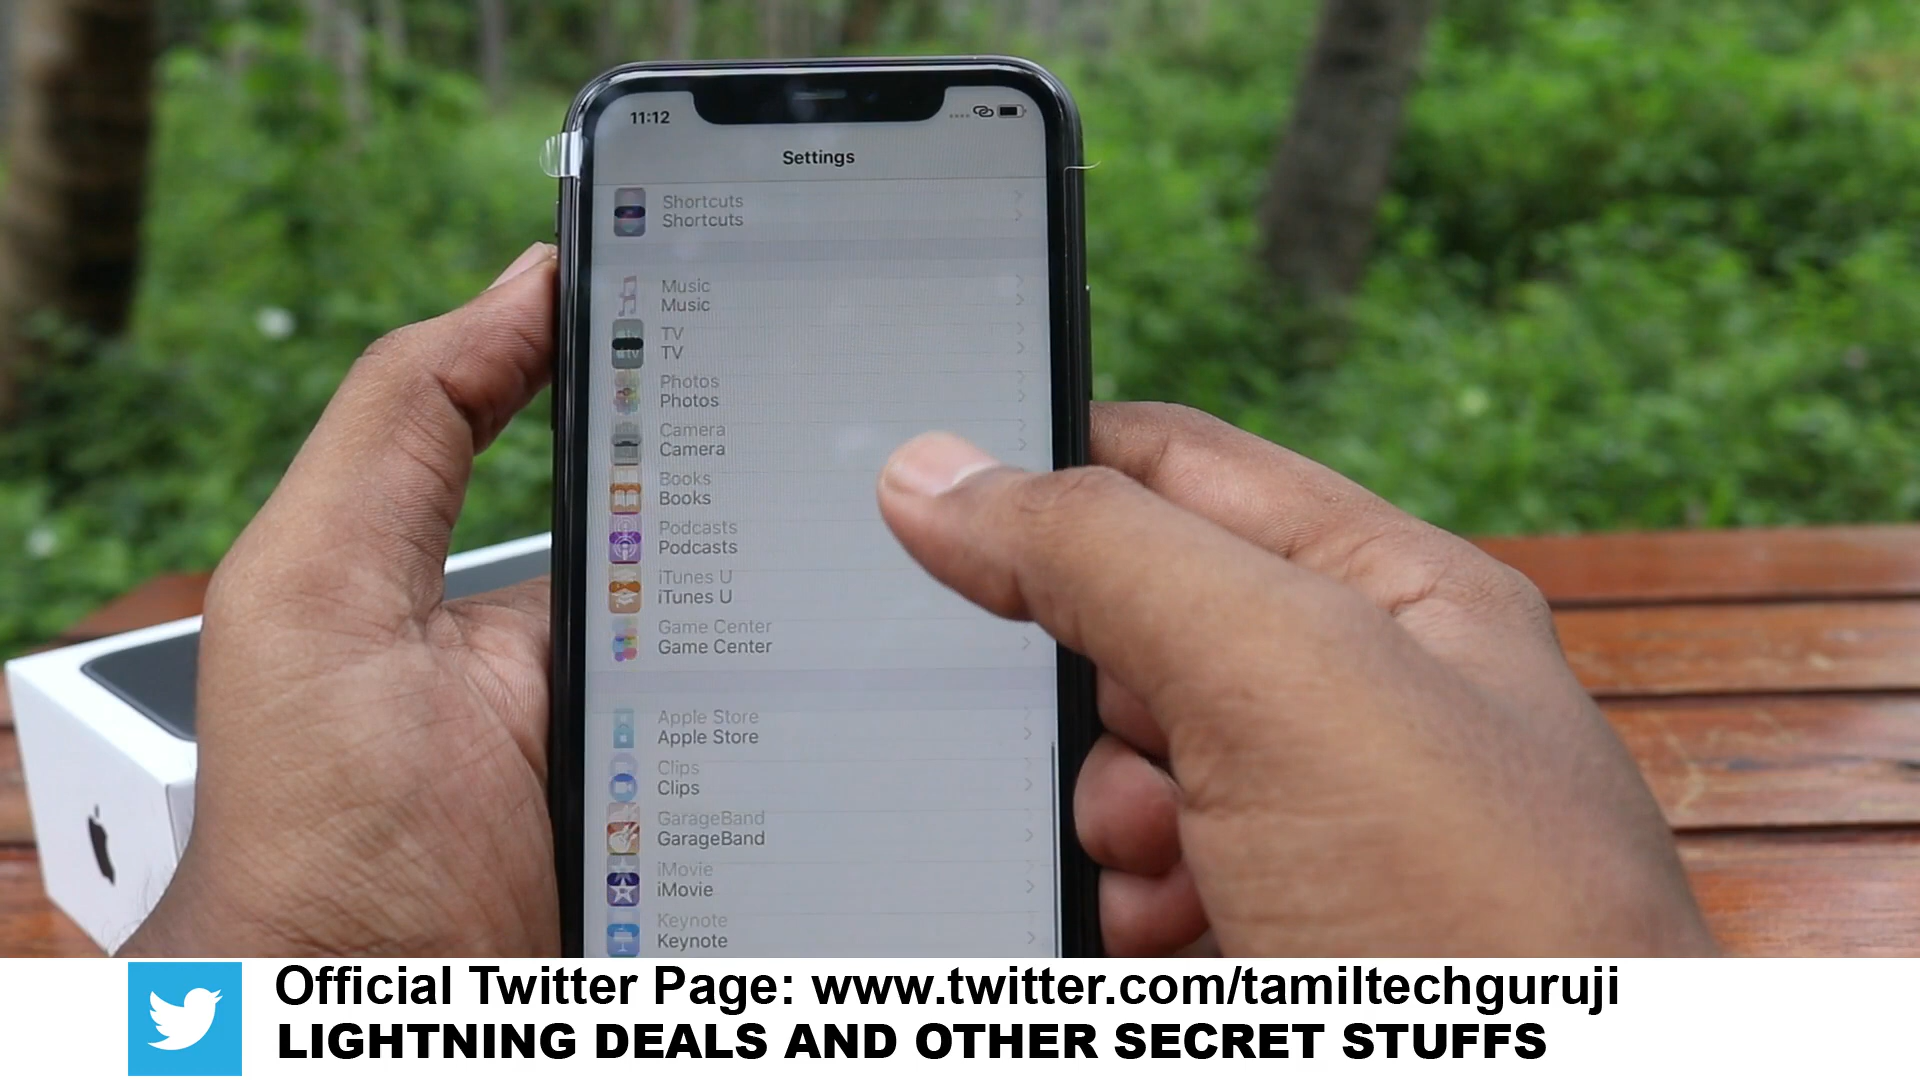 11:12
Settings
Shortcuts
Shortcuts
Music
Music
TV
TV
Photos
Photos
Camera
Camera
Books
Books
Podcasts
Podcasts
iTunes U
iTunes U
Game Center
Game Center
Apple Store
Apple Store
Clips
Clips
GarageBand
GarageBand
iMovie
iMovie
Keynote
Keynote
Official Twitter Page: www.twitter.com/tamiltechguruji
LIGHTNING DEALS AND OTHER SECRET STUFFS